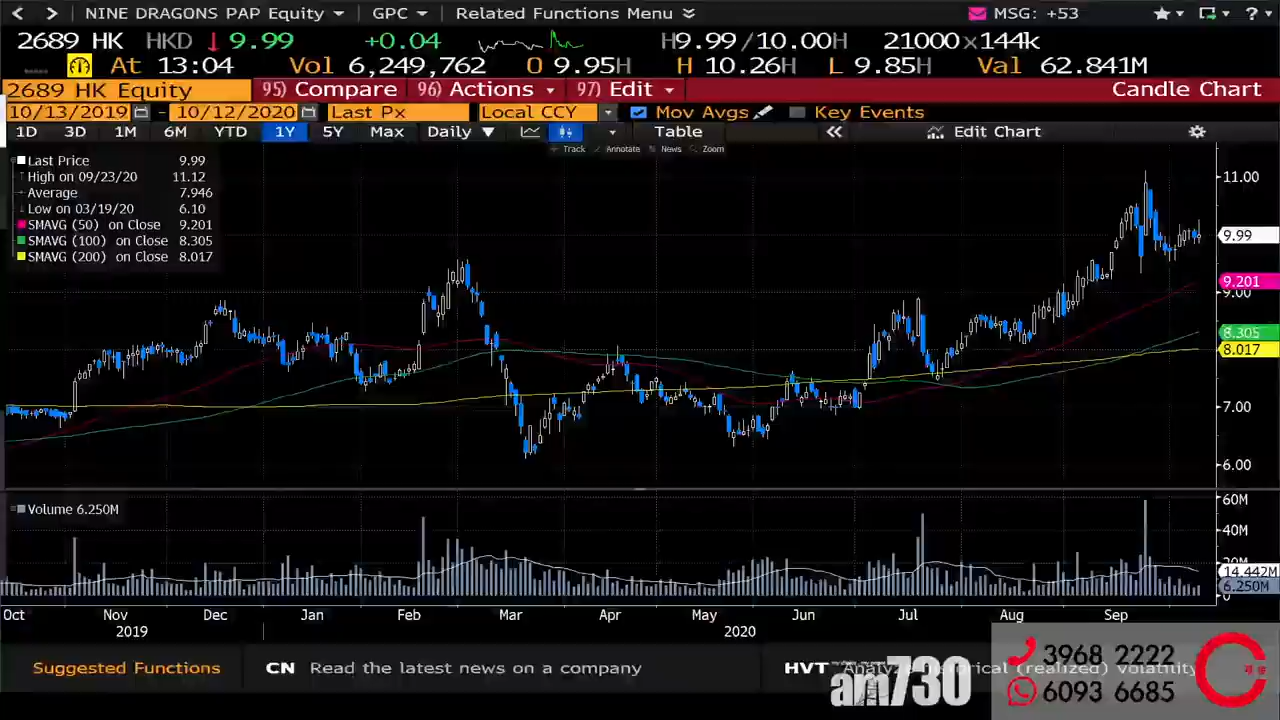 NINE DRAGONS PAP Equity GPC Related Functions Menu MSG: +53 ?
2689 HK HKD 9.99 +0.04 H9.99/10.00H 21000x144k
At 13:04 Vol 6,249,762 O 9.95H H 10.26H L 9.85H Val 62.841M
2689 HK Equity 95) Compare 96) Actions 97) Edit Candle Chart
10/13/2019 - 10/12/2020 Last Px Local CCY Mov Avgs Key Events
1D 3D 1M 6M YTD 1Y 5Y Max Daily Table Edit Chart
Track Annotate News Zoom
Last Price 9.99
High on 09/23/20 11.12
Average 7.946
Low on 03/19/20 6.10
SMAVG (50) on Close 9.201
SMAVG (100) on Close 8.305
SMAVG (200) on Close 8.017
11.00
9.99
9.201
9.00
8.305
8.017
7.00
6.00
Volume 6.250M
60M
40M
20M
14.442M
6.250M
0
Oct Nov Dec Jan Feb Mar Apr May Jun Jul Aug Sep
2019 2020
Suggested Functions CN Read the latest news on a company HVT Analyze historical (realized) volatility
am730
3968 2222
6093 6685